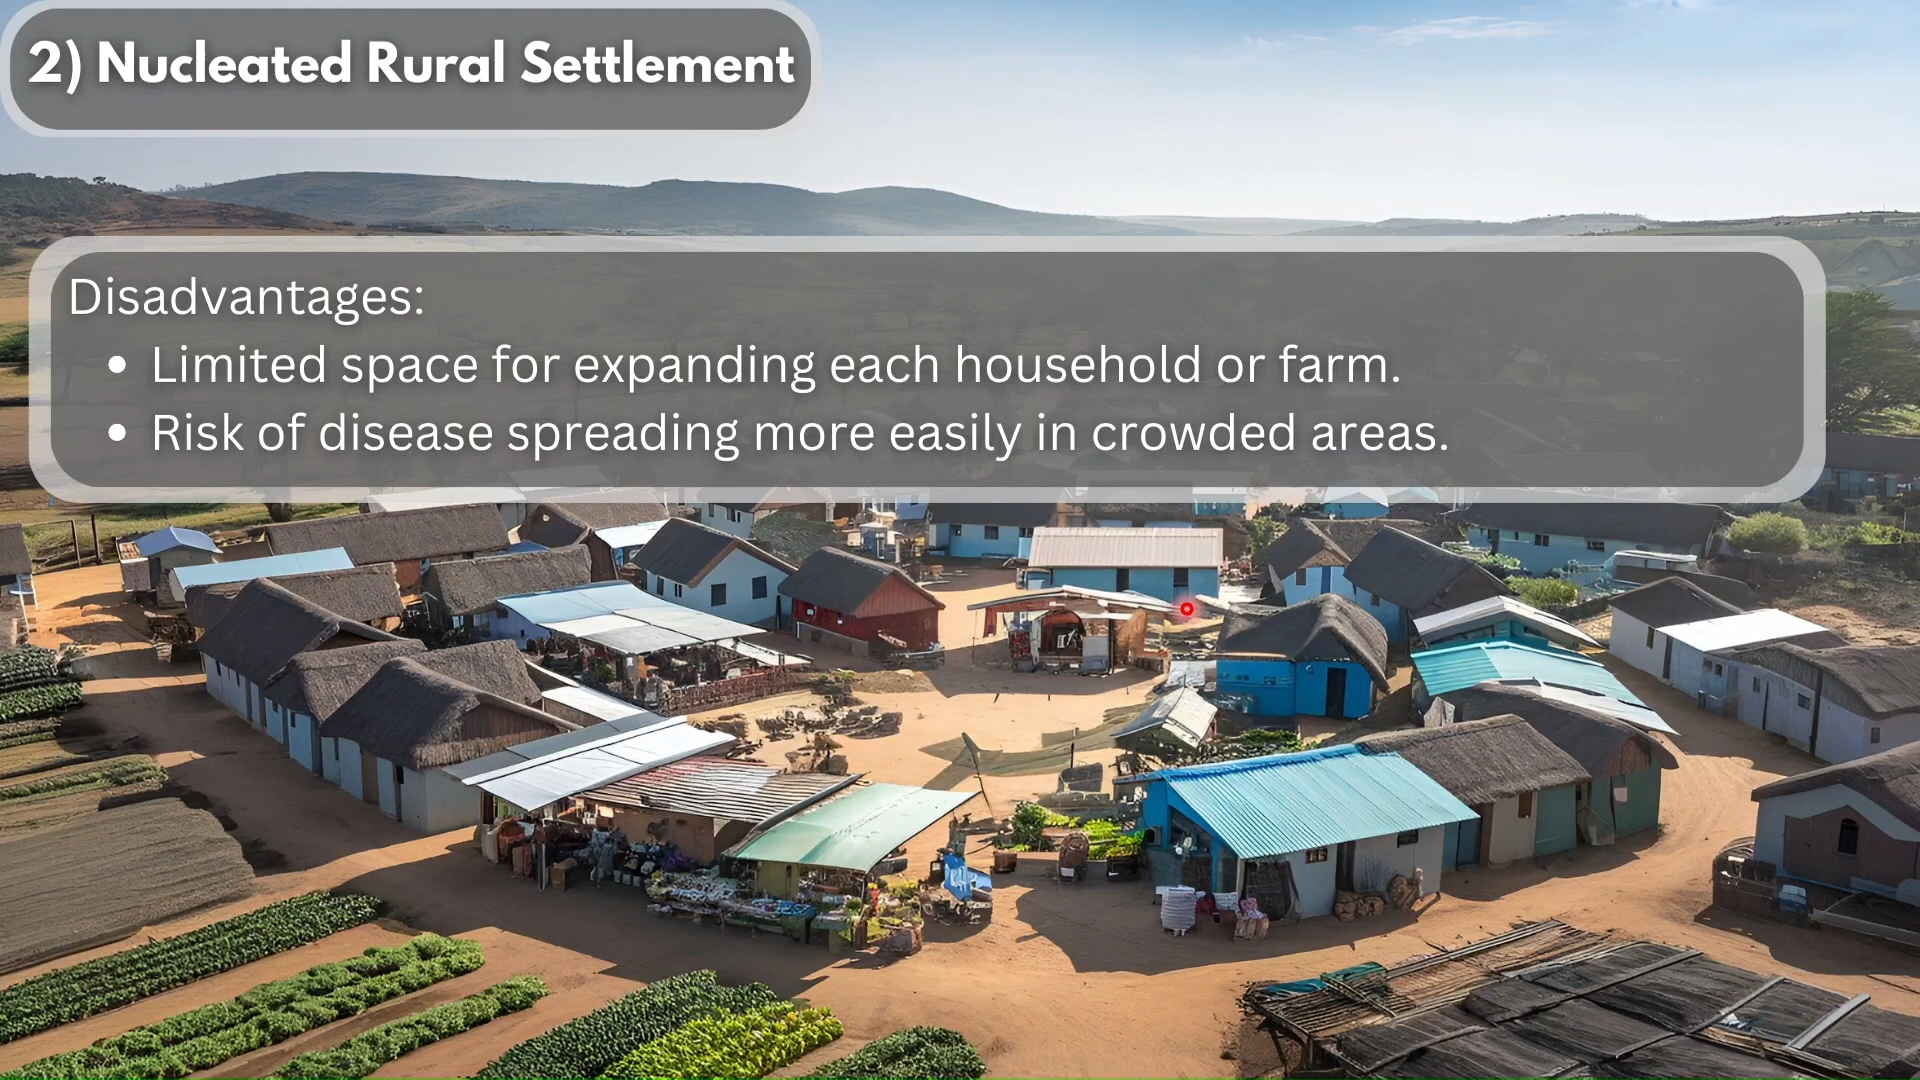 2) Nucleated Rural Settlement
Disadvantages:
• Limited space for expanding each household or farm.
• Risk of disease spreading more easily in crowded areas.